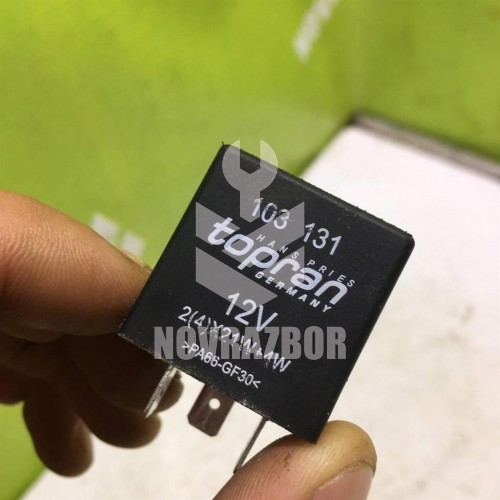 103 131
HANS PRIES
topran
GERMANY
12V
2(4)X21W+4W
>PA66-GF30<
NOVRAZBOR